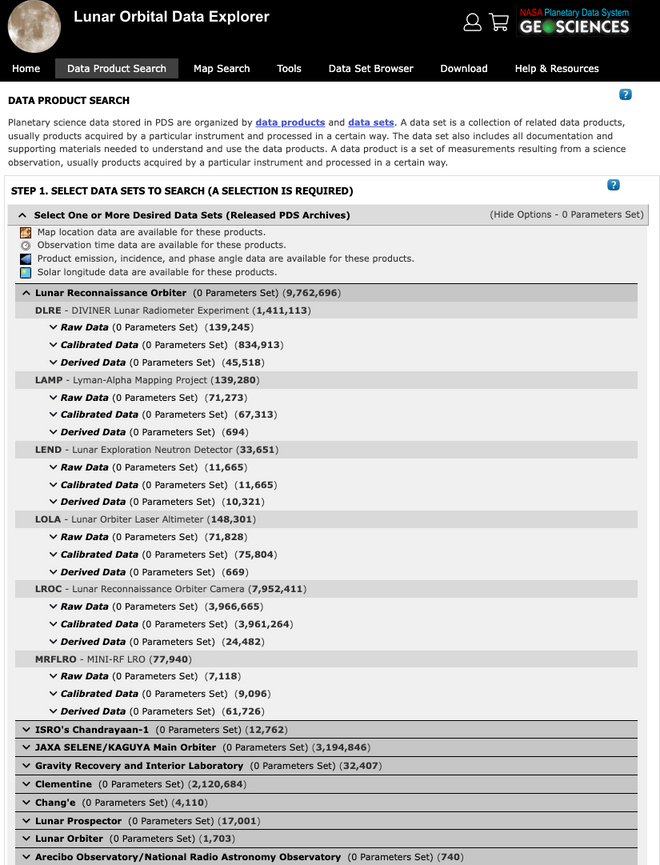 Lunar Orbital Data Explorer
NASA Planetary Data System
GEOSCIENCES
Home Data Product Search Map Search Tools Data Set Browser Download Help & Resources
DATA PRODUCT SEARCH ?
Planetary science data stored in PDS are organized by data products and data sets. A data set is a collection of related data products,
usually products acquired by a particular instrument and processed in a certain way. The data set also includes all documentation and
supporting materials needed to understand and use the data products. A data product is a set of measurements resulting from a science
observation, usually products acquired by a particular instrument and processed in a certain way.
STEP 1. SELECT DATA SETS TO SEARCH (A SELECTION IS REQUIRED) ?
Select One or More Desired Data Sets (Released PDS Archives) (Hide Options - 0 Parameters Set)
Map location data are available for these products.
Observation time data are available for these products.
Product emission, incidence, and phase angle data are available for these products.
Solar longitude data are available for these products.
Lunar Reconnaissance Orbiter (0 Parameters Set) (9,762,696)
DLRE - DIVINER Lunar Radiometer Experiment (1,411,113)
Raw Data (0 Parameters Set) (139,245)
Calibrated Data (0 Parameters Set) (834,913)
Derived Data (0 Parameters Set) (45,518)
LAMP - Lyman-Alpha Mapping Project (139,280)
Raw Data (0 Parameters Set) (71,273)
Calibrated Data (0 Parameters Set) (67,313)
Derived Data (0 Parameters Set) (694)
LEND - Lunar Exploration Neutron Detector (33,651)
Raw Data (0 Parameters Set) (11,665)
Calibrated Data (0 Parameters Set) (11,665)
Derived Data (0 Parameters Set) (10,321)
LOLA - Lunar Orbiter Laser Altimeter (148,301)
Raw Data (0 Parameters Set) (71,828)
Calibrated Data (0 Parameters Set) (75,804)
Derived Data (0 Parameters Set) (669)
LROC - Lunar Reconnaissance Orbiter Camera (7,952,411)
Raw Data (0 Parameters Set) (3,966,665)
Calibrated Data (0 Parameters Set) (3,961,264)
Derived Data (0 Parameters Set) (24,482)
MRFLRO - MINI-RF LRO (77,940)
Raw Data (0 Parameters Set) (7,118)
Calibrated Data (0 Parameters Set) (9,096)
Derived Data (0 Parameters Set) (61,726)
ISRO's Chandrayaan-1 (0 Parameters Set) (12,762)
JAXA SELENE/KAGUYA Main Orbiter (0 Parameters Set) (3,194,846)
Gravity Recovery and Interior Laboratory (0 Parameters Set) (32,407)
Clementine (0 Parameters Set) (2,120,684)
Chang'e (0 Parameters Set) (4,110)
Lunar Prospector (0 Parameters Set) (17,001)
Lunar Orbiter (0 Parameters Set) (1,703)
Arecibo Observatory/National Radio Astronomy Observatory (0 Parameters Set) (740)